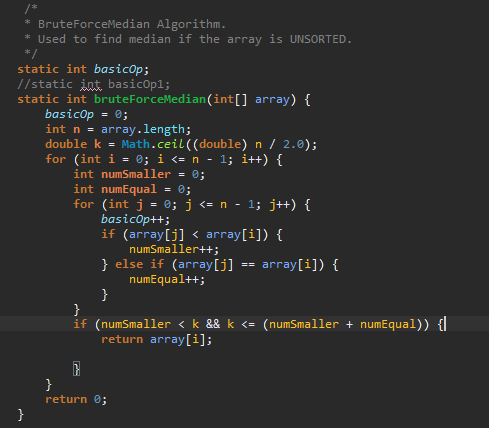 /*
* BruteForceMedian Algorithm.
* Used to find median if the array is UNSORTED.
*/
static int basicOp;
//static int basicOp1;
static int bruteForceMedian(int[] array) {
basicOp = 0;
int n = array.length;
double k = Math.ceil((double) n / 2.0);
for (int i = 0; i <= n - 1; i++) {
int numSmaller = 0;
int numEqual = 0;
for (int j = 0; j <= n - 1; j++) {
basicOp++;
if (array[j] < array[i]) {
numSmaller++;
} else if (array[j] == array[i]) {
numEqual++;
}
}
if (numSmaller < k && k <= (numSmaller + numEqual)) {
return array[i];
}
}
return 0;
}